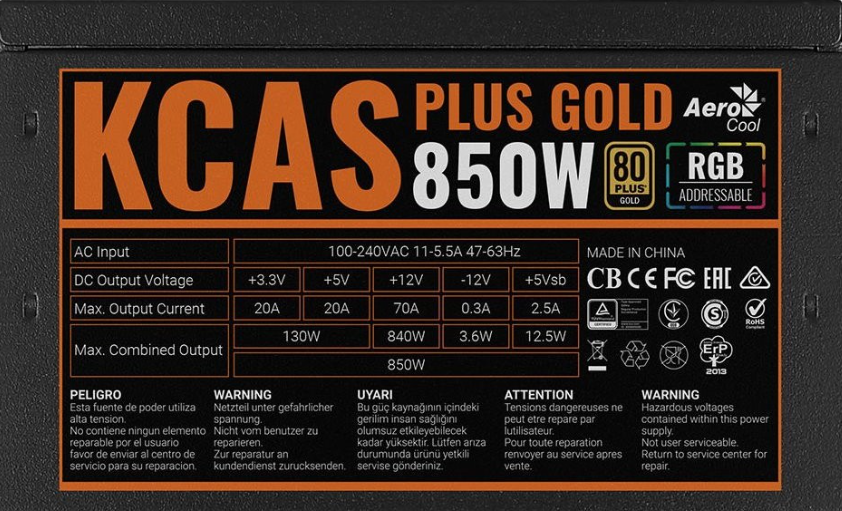 KCAS
PLUS GOLD
850W
Aero
Cool
80
PLUS
GOLD
RGB
ADDRESSABLE
AC Input 100-240VAC 11-5.5A 47-63Hz
DC Output Voltage +3.3V +5V +12V -12V +5Vsb
Max. Output Current 20A 20A 70A 0.3A 2.5A
Max. Combined Output 130W 840W 3.6W 12.5W
850W
MADE IN CHINA
CB CE FC EAC
RoHS
ErP
2013
PELIGRO
Esta fuente de poder utiliza
alta tension.
No contiene ningun elemento
reparable por el usuario
favor de enviar al centro de
servicio para su reparacion.
WARNING
Netzteil unter gefahrlicher
spannung.
Nicht vom benutzer zu
reparieren.
Zur reparatur an
kundendienst zurucksenden.
UYARI
Bu güç kaynağının içindeki
gerilim insan sağlığını
olumsuz etkileyebilecek
kadar yüksektir. Lütfen arıza
durumunda ürünü yetkili
servise gönderiniz.
ATTENTION
Tensions dangereuses ne
peut etre repare par
lutilisateur.
Pour toute reparation
renvoyer au service apres
vente.
WARNING
Hazardous voltages
contained within this power
supply.
Not user serviceable.
Return to service center for
repair.